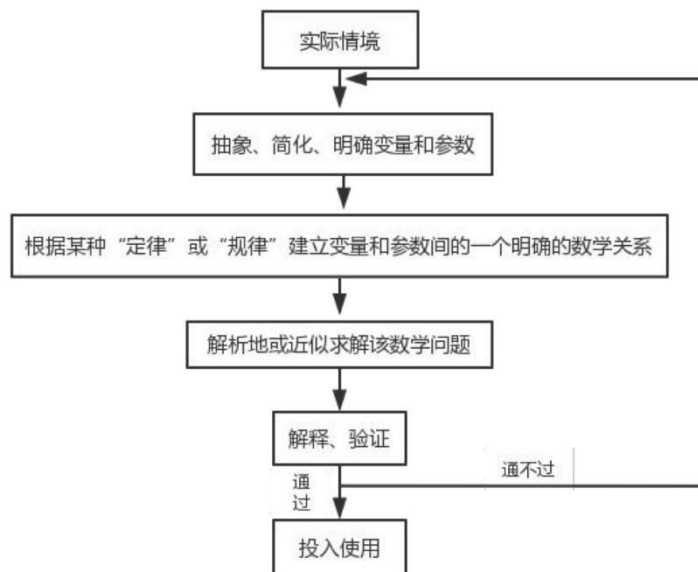 实际情境
抽象、简化、明确变量和参数
根据某种“定律”或“规律”建立变量和参数间的一个明确的数学关系
解析地或近似求解该数学问题
解释、验证
通不过
通
过
投入使用